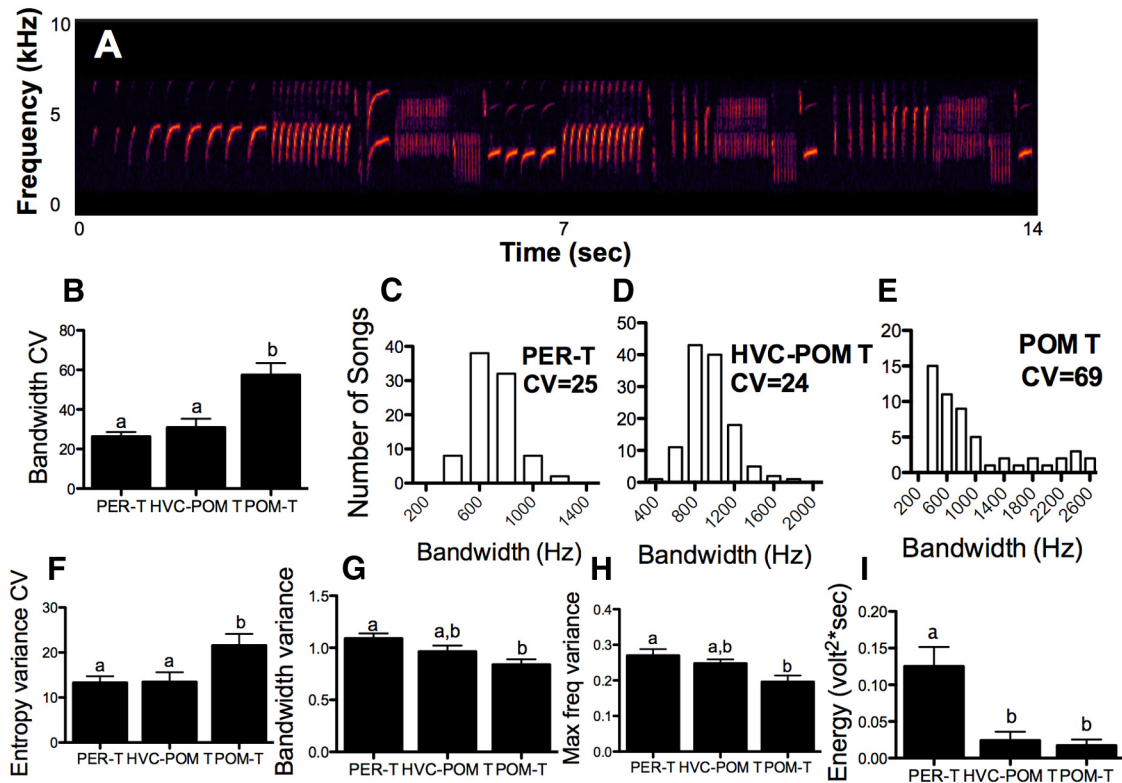 A
Frequency (kHz)
10
5
0
0 7 14
Time (sec)
B
Bandwidth CV
80
60
40
20
0
a a b
PER-T HVC-POM T POM-T
C
Number of Songs
40
30
20
10
0
PER-T
CV=25
200 600 1000 1400
Bandwidth (Hz)
D
50
40
30
20
10
0
HVC-POM T
CV=24
400 800 1200 1600 2000
Bandwidth (Hz)
E
20
15
10
5
0
POM T
CV=69
200 600 1000 1400 1800 2200 2600
Bandwidth (Hz)
F
Entropy variance CV
30
20
10
0
a a b
PER-T HVC-POM T POM-T
G
Bandwidth variance
1.5
1.0
0.5
0.0
a a,b b
PER-T HVC-POM T POM-T
H
Max freq variance
0.4
0.3
0.2
0.1
0.0
a a,b b
PER-T HVC-POM T POM-T
I
Energy (volt²*sec)
0.20
0.15
0.10
0.05
0.00
a b b
PER-T HVC-POM T POM-T